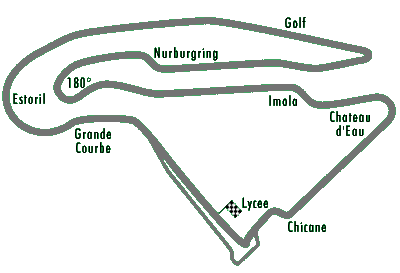 Golf
Nurburgring
180°
Estoril
Imola
Chateau
d'Eau
Grande
Courbe
Lycee
Chicane